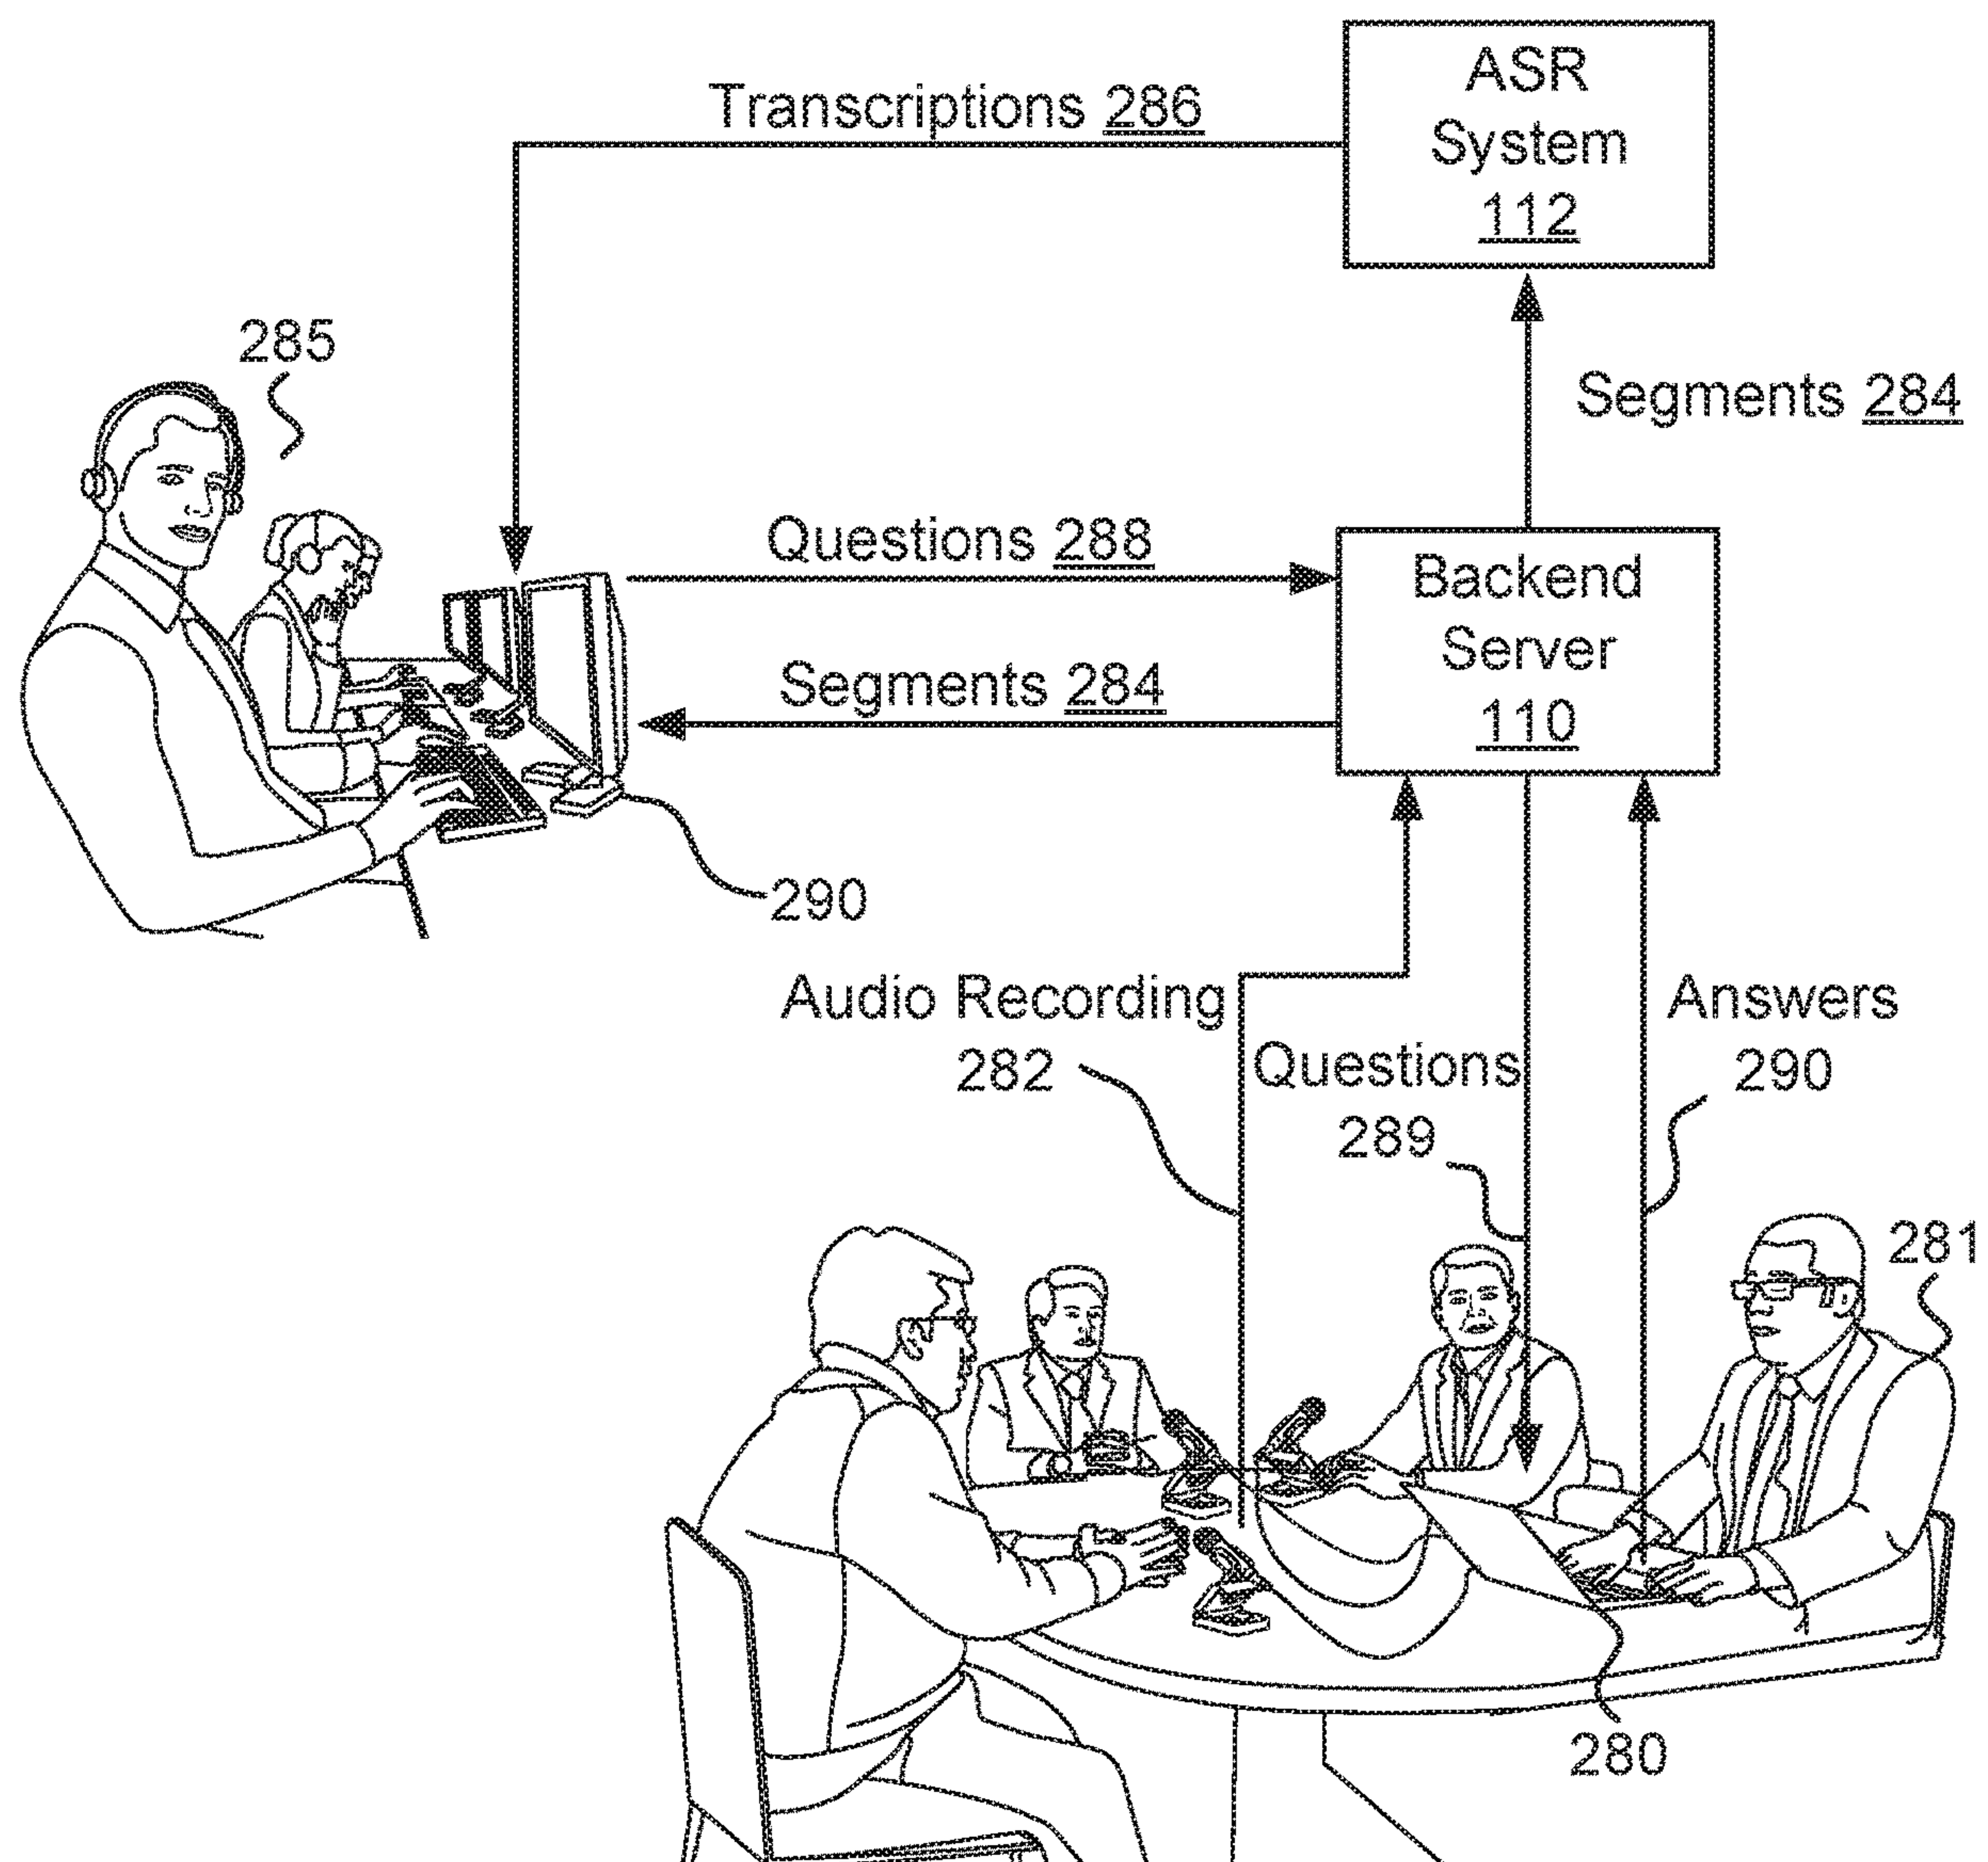 ASR
System
112
Transcriptions 286
Segments 284
285
Questions 288
Backend
Server
110
Segments 284
290
Audio Recording
282
Questions
289
Answers
290
281
280